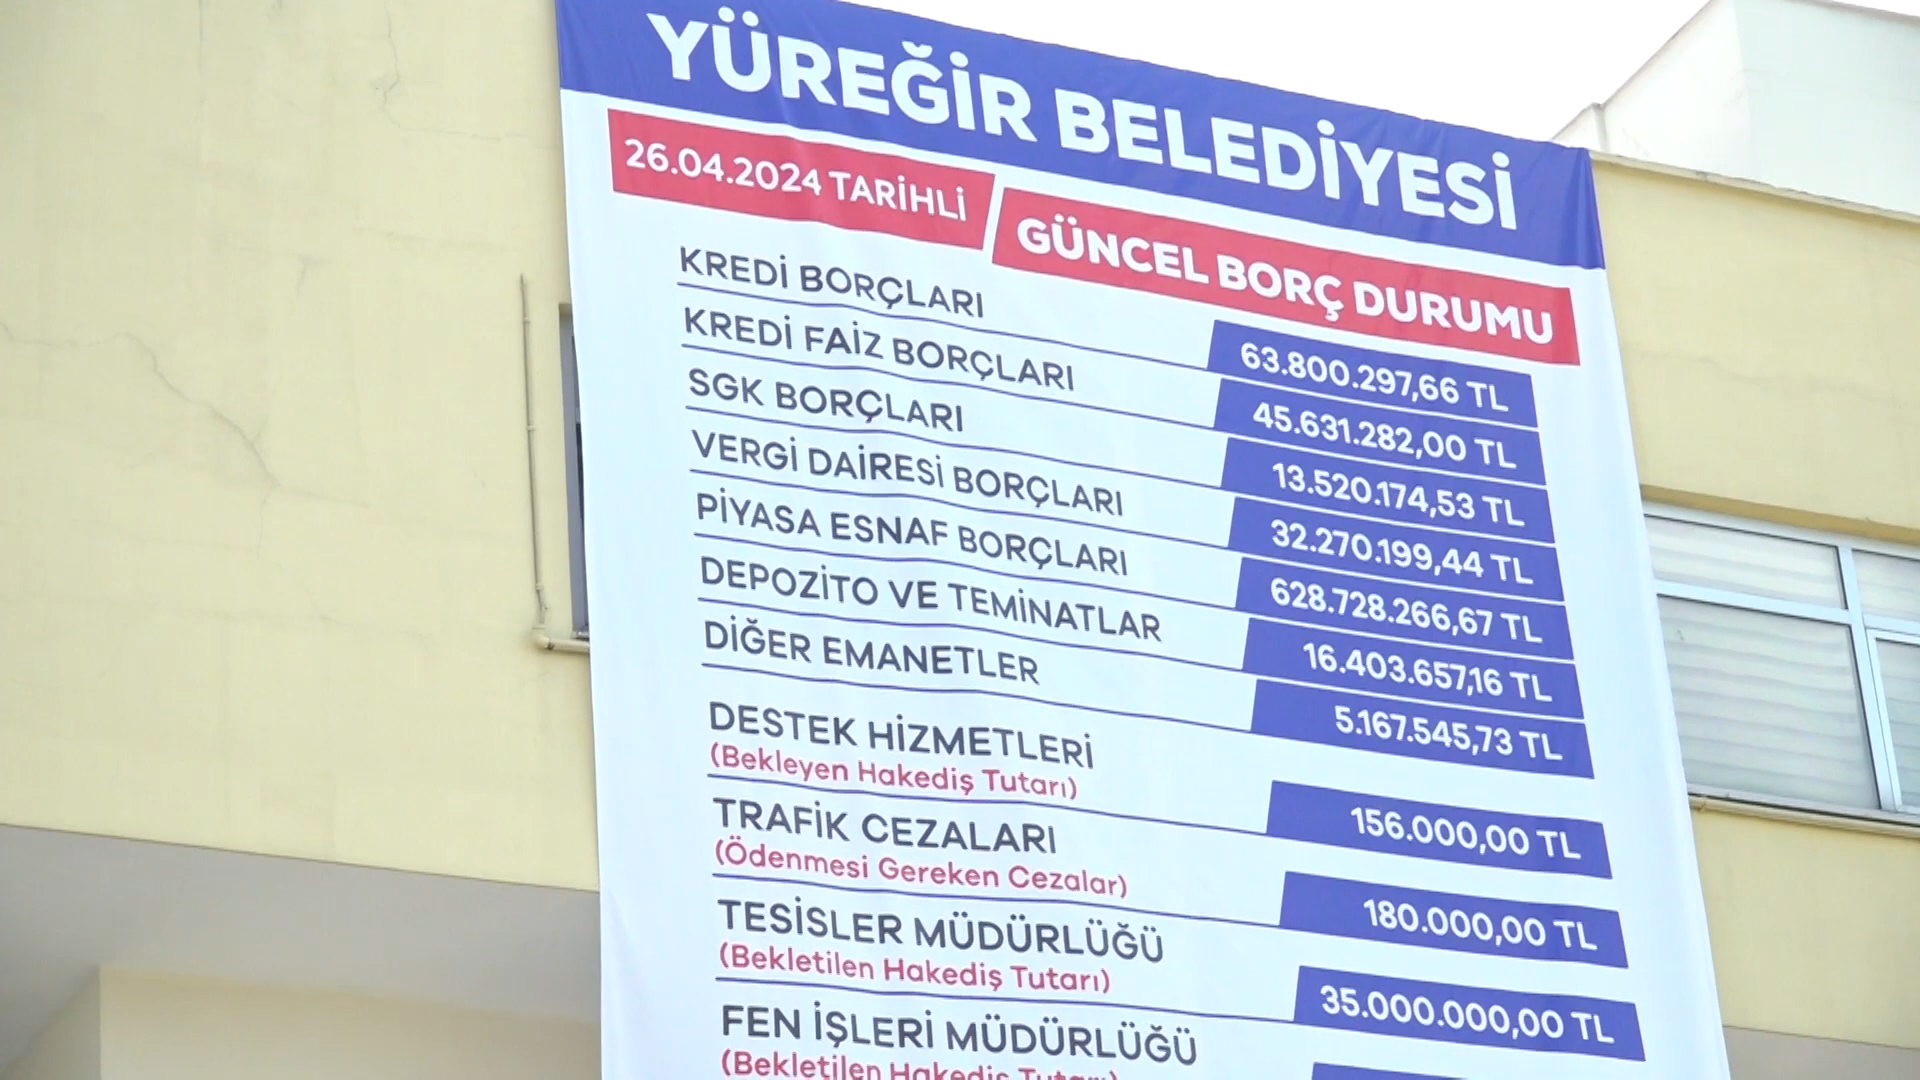 YÜREĞİR BELEDİYESİ
26.04.2024 TARİHLİ
GÜNCEL BORÇ DURUMU
KREDİ BORÇLARI 63.800.297,66 TL
KREDİ FAİZ BORÇLARI 45.631.282,00 TL
SGK BORÇLARI 13.520.174,53 TL
VERGİ DAİRESİ BORÇLARI 32.270.199,44 TL
PİYASA ESNAF BORÇLARI 628.728.266,67 TL
DEPOZİTO VE TEMİNATLAR 16.403.657,16 TL
DİĞER EMANETLER 5.167.545,73 TL
DESTEK HİZMETLERİ
(Bekleyen Hakediş Tutarı) 156.000,00 TL
TRAFİK CEZALARI
(Ödenmesi Gereken Cezalar) 180.000,00 TL
TESİSLER MÜDÜRLÜĞÜ
(Bekletilen Hakediş Tutarı) 35.000.000,00 TL
FEN İŞLERİ MÜDÜRLÜĞÜ
(Bekletilen Hakediş